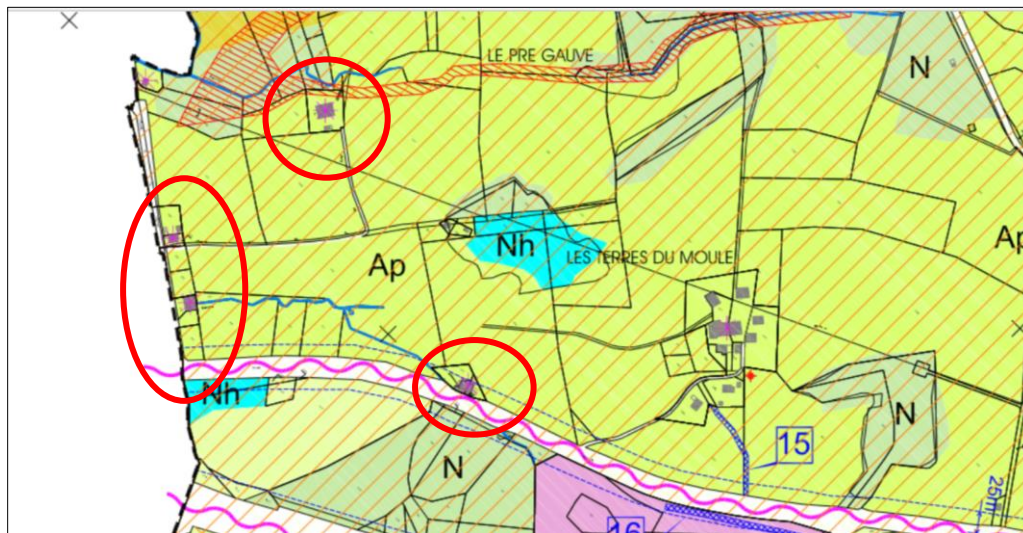 LE PRE GAUVE
N
Nh
LES TERRES DU MOULE
Ap
Ap
Nh
N
N
15
25m
16